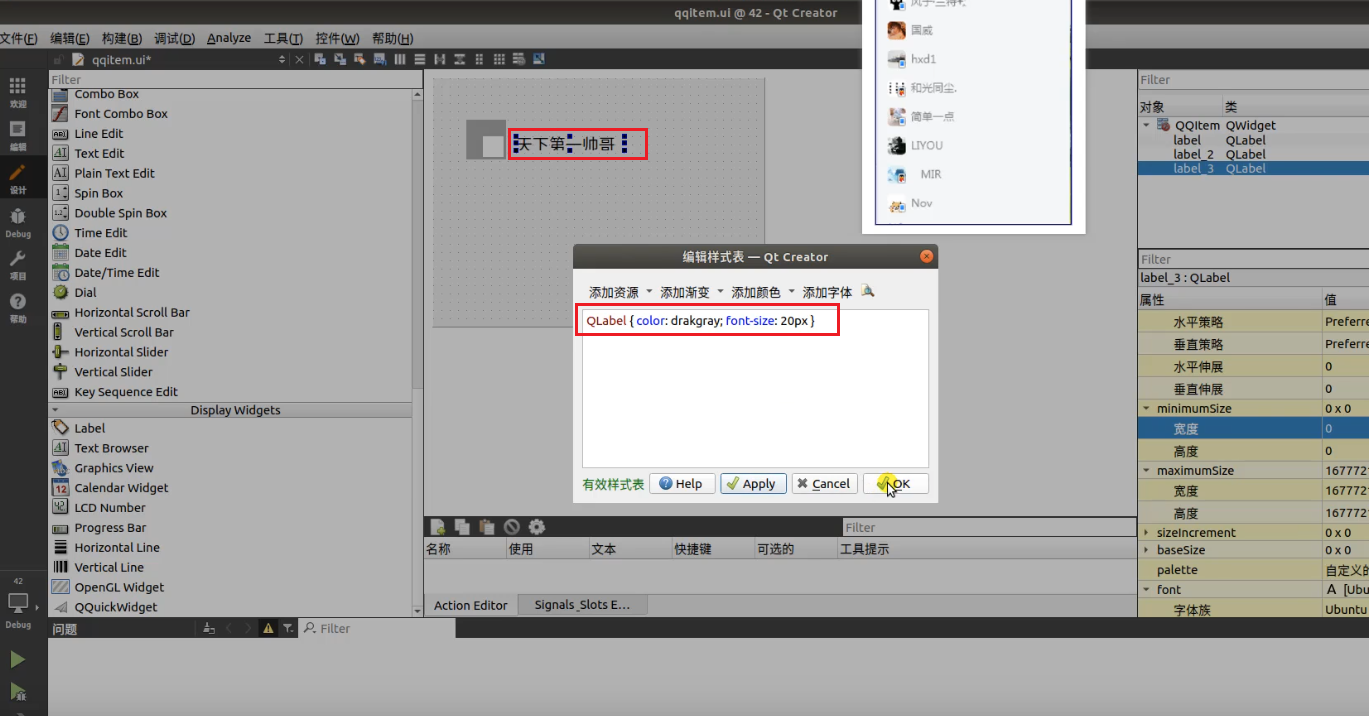 qqitem.ui @ 42 - Qt Creator
文件(F) 编辑(E) 构建(B) 调试(D) Analyze 工具(T) 控件(W) 帮助(H)
qqitem.ui*
Filter
Combo Box
Font Combo Box
Line Edit
Text Edit
Plain Text Edit
Spin Box
Double Spin Box
Time Edit
Date Edit
Date/Time Edit
Dial
Horizontal Scroll Bar
Vertical Scroll Bar
Horizontal Slider
Vertical Slider
Key Sequence Edit
Display Widgets
Label
Text Browser
Graphics View
Calendar Widget
LCD Number
Progress Bar
Horizontal Line
Vertical Line
OpenGL Widget
QQuickWidget
欢迎
编辑
设计
Debug
项目
帮助
42
Debug
天下第一帅哥
国威
hxd1
和光同尘.
简单一点
LIYOU
MIR
Nov
编辑样式表 — Qt Creator
添加资源 添加渐变 添加颜色 添加字体
QLabel { color: drakgray; font-size: 20px }
有效样式表 Help Apply Cancel OK
Filter
名称 使用 文本 快捷键 可选的 工具提示
Action Editor Signals_Slots E...
问题 Filter
Filter
对象 类
QQItem QWidget
label QLabel
label_2 QLabel
label_3 QLabel
Filter
label_3 : QLabel
属性 值
水平策略 Preferre
垂直策略 Preferre
水平伸展 0
垂直伸展 0
minimumSize 0 x 0
宽度 0
高度 0
maximumSize 1677721
宽度 167772
高度 167772
sizeIncrement 0 x 0
baseSize 0 x 0
palette 自定义的
font A [Ubu
字体族 Ubuntu